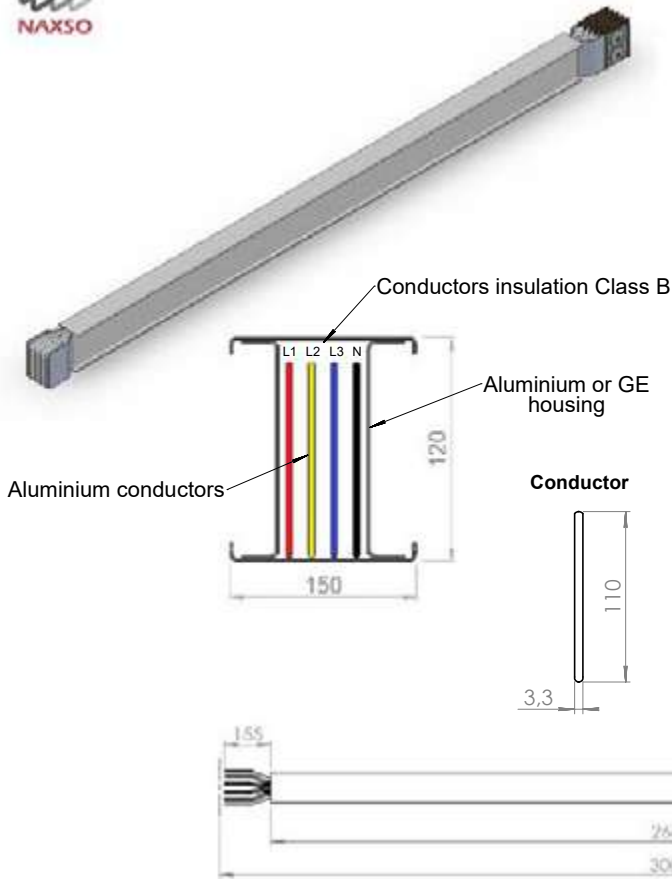 NAXSO
Conductors insulation Class B
L1 L2 L3 N
Aluminium or GE
housing
120
Aluminium conductors
Conductor
150
110
3,3
155